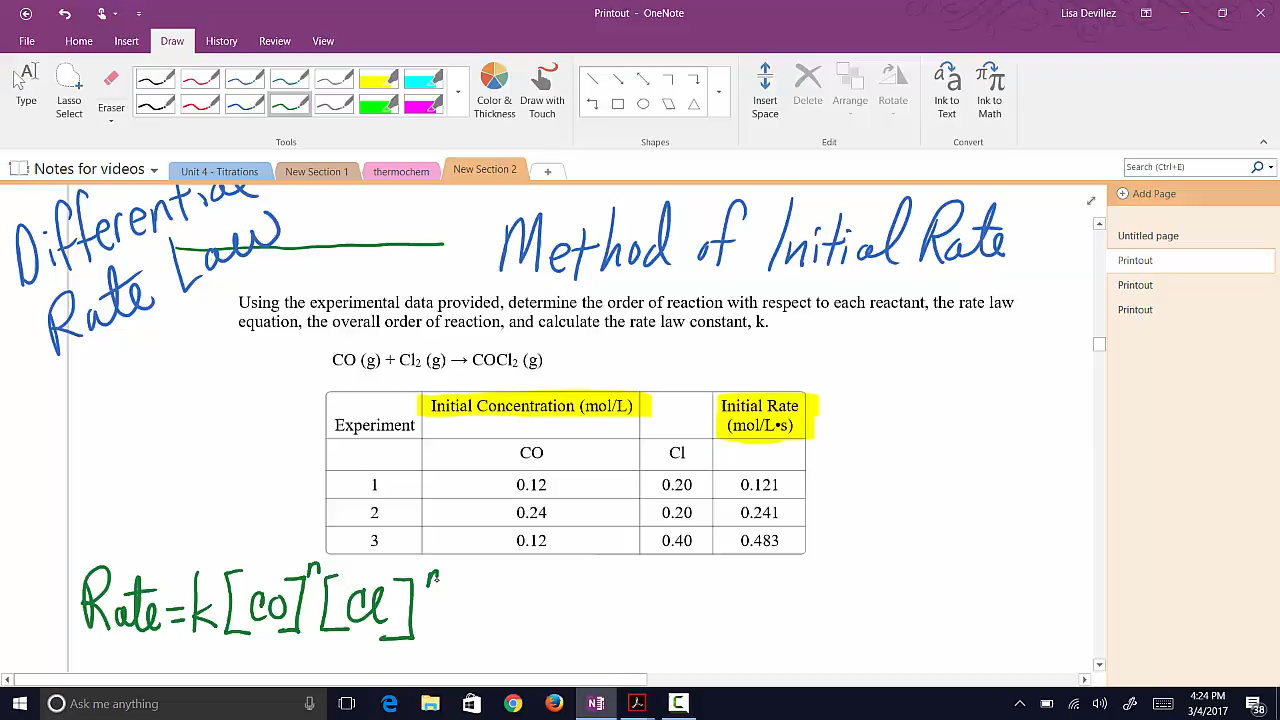 Printout - OneNote
Lisa Devillez
File Home Insert Draw History Review View
Type Lasso Select Eraser Color & Thickness Draw with Touch Insert Space Delete Arrange Rotate Ink to Text Ink to Math
Tools Shapes Edit Convert
Notes for videos Unit 4 - Titrations New Section 1 thermochem New Section 2 Search (Ctrl+E)
Add Page
Untitled page
Printout
Printout
Printout
Differential
Rate Law
Method of Initial Rate
Using the experimental data provided, determine the order of reaction with respect to each reactant, the rate law
equation, the overall order of reaction, and calculate the rate law constant, k.
CO (g) + Cl₂ (g) → COCl₂ (g)
Experiment Initial Concentration (mol/L) Initial Rate (mol/L•s)
CO Cl
1 0.12 0.20 0.121
2 0.24 0.20 0.241
3 0.12 0.40 0.483
Rate = k [CO]ⁿ [Cl]ⁿ
Ask me anything
4:24 PM
3/4/2017
38